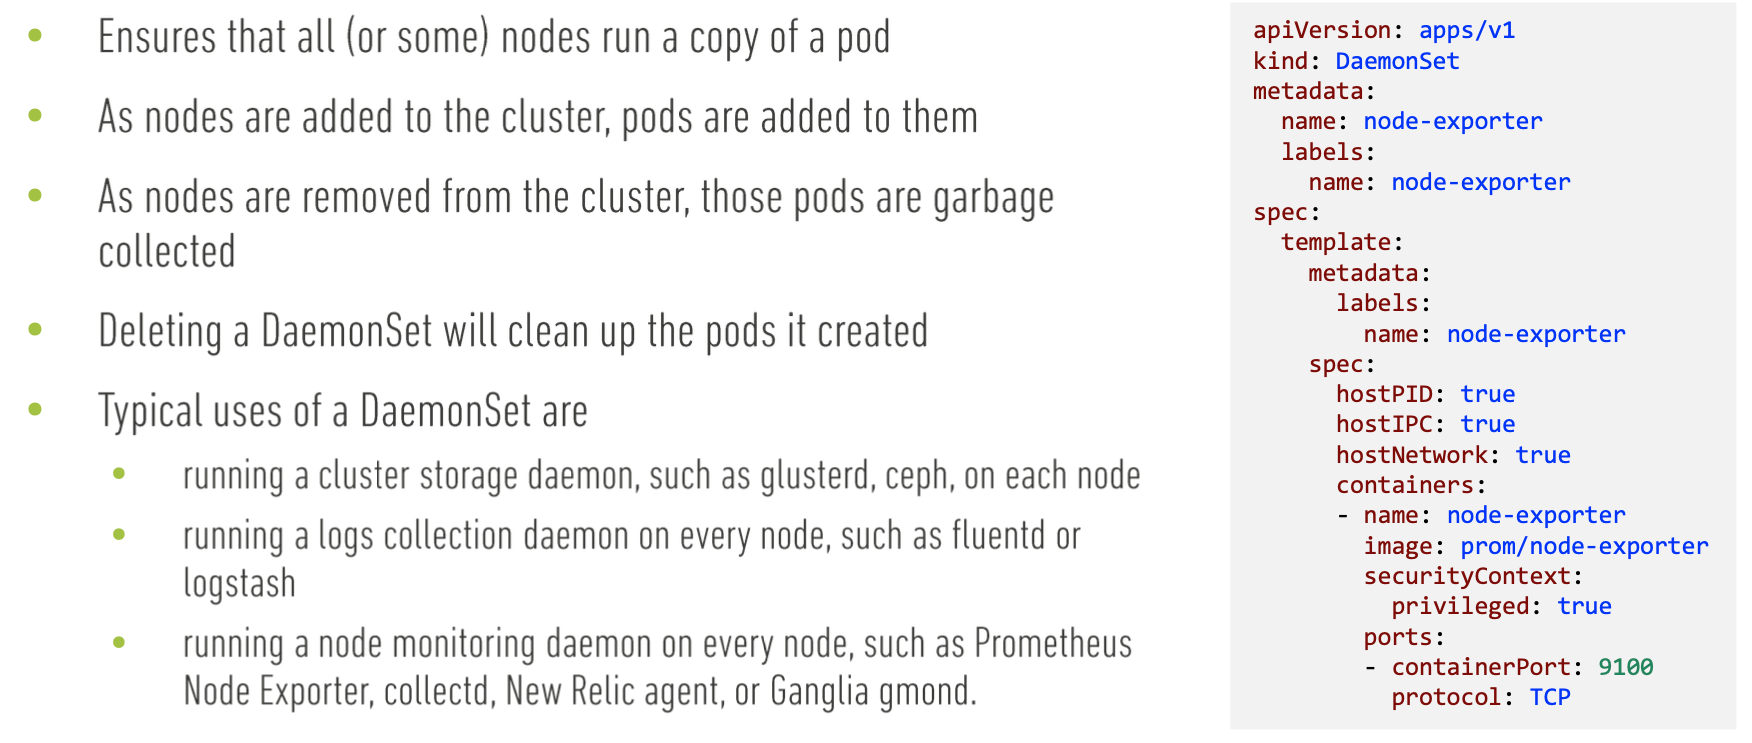 Ensures that all (or some) nodes run a copy of a pod
As nodes are added to the cluster, pods are added to them
As nodes are removed from the cluster, those pods are garbage
collected
Deleting a DaemonSet will clean up the pods it created
Typical uses of a DaemonSet are
running a cluster storage daemon, such as glusterd, ceph, on each node
running a logs collection daemon on every node, such as fluentd or
logstash
running a node monitoring daemon on every node, such as Prometheus
Node Exporter, collectd, New Relic agent, or Ganglia gmond.
apiVersion: apps/v1
kind: DaemonSet
metadata:
  name: node-exporter
  labels:
    name: node-exporter
spec:
  template:
    metadata:
      labels:
        name: node-exporter
    spec:
      hostPID: true
      hostIPC: true
      hostNetwork: true
      containers:
      - name: node-exporter
        image: prom/node-exporter
        securityContext:
          privileged: true
        ports:
        - containerPort: 9100
          protocol: TCP